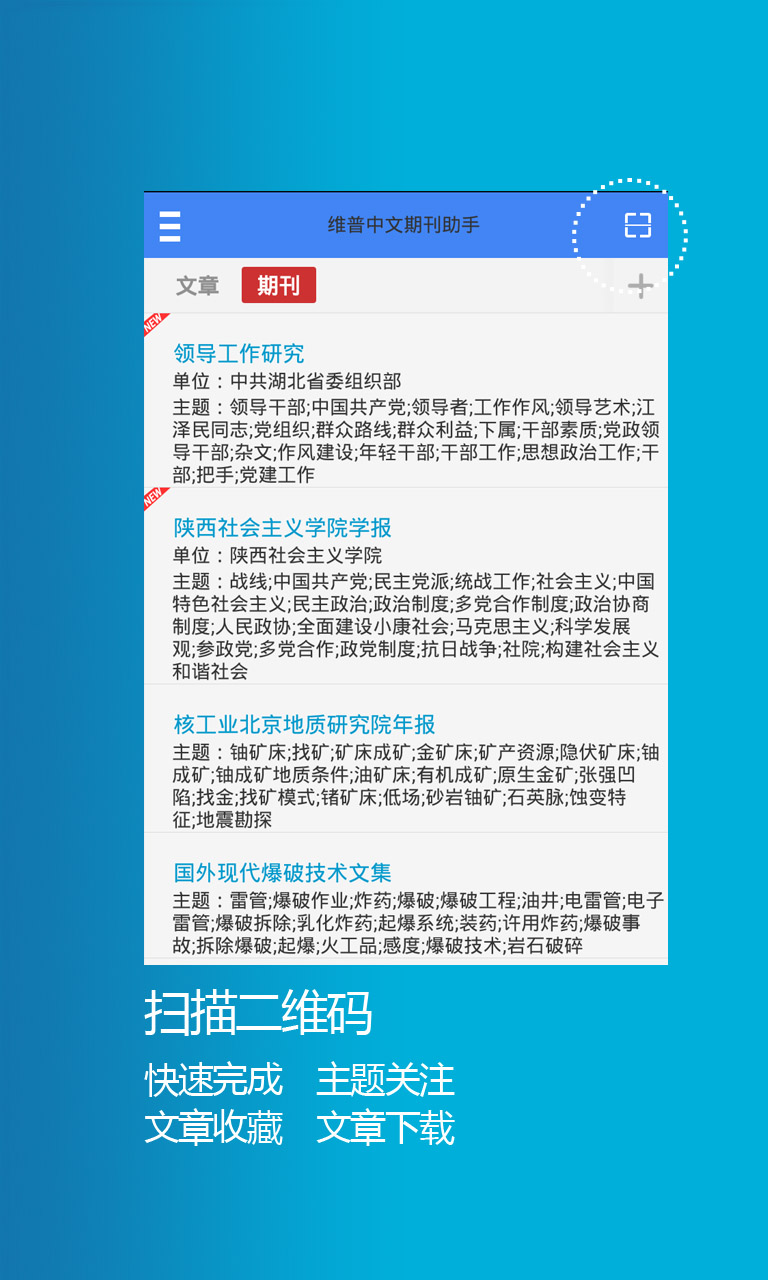 维普中文期刊助手
文章 期刊
NEW
领导工作研究
单位：中共湖北省委组织部
主题：领导干部;中国共产党;领导者;工作作风;领导艺术;江
泽民同志;党组织;群众路线;群众利益;下属;干部素质;党政领
导干部;杂文;作风建设;年轻干部;干部工作;思想政治工作;干
部;把手;党建工作
NEW
陕西社会主义学院学报
单位：陕西社会主义学院
主题：战线;中国共产党;民主党派;统战工作;社会主义;中国
特色社会主义;民主政治;政治制度;多党合作制度;政治协商
制度;人民政协;全面建设小康社会;马克思主义;科学发展
观;参政党;多党合作;政党制度;抗日战争;社院;构建社会主义
和谐社会
核工业北京地质研究院年报
主题：铀矿床;找矿;矿床成矿;金矿床;矿产资源;隐伏矿床;铀
成矿;铀成矿地质条件;油矿床;有机成矿;原生金矿;张强凹
陷;找金;找矿模式;锗矿床;低场;砂岩铀矿;石英脉;蚀变特
征;地震勘探
国外现代爆破技术文集
主题：雷管;爆破作业;炸药;爆破;爆破工程;油井;电雷管;电子
雷管;爆破拆除;乳化炸药;起爆系统;装药;许用炸药;爆破事
故;拆除爆破;起爆;火工品;感度;爆破技术;岩石破碎
扫描二维码
快速完成 主题关注
文章收藏 文章下载